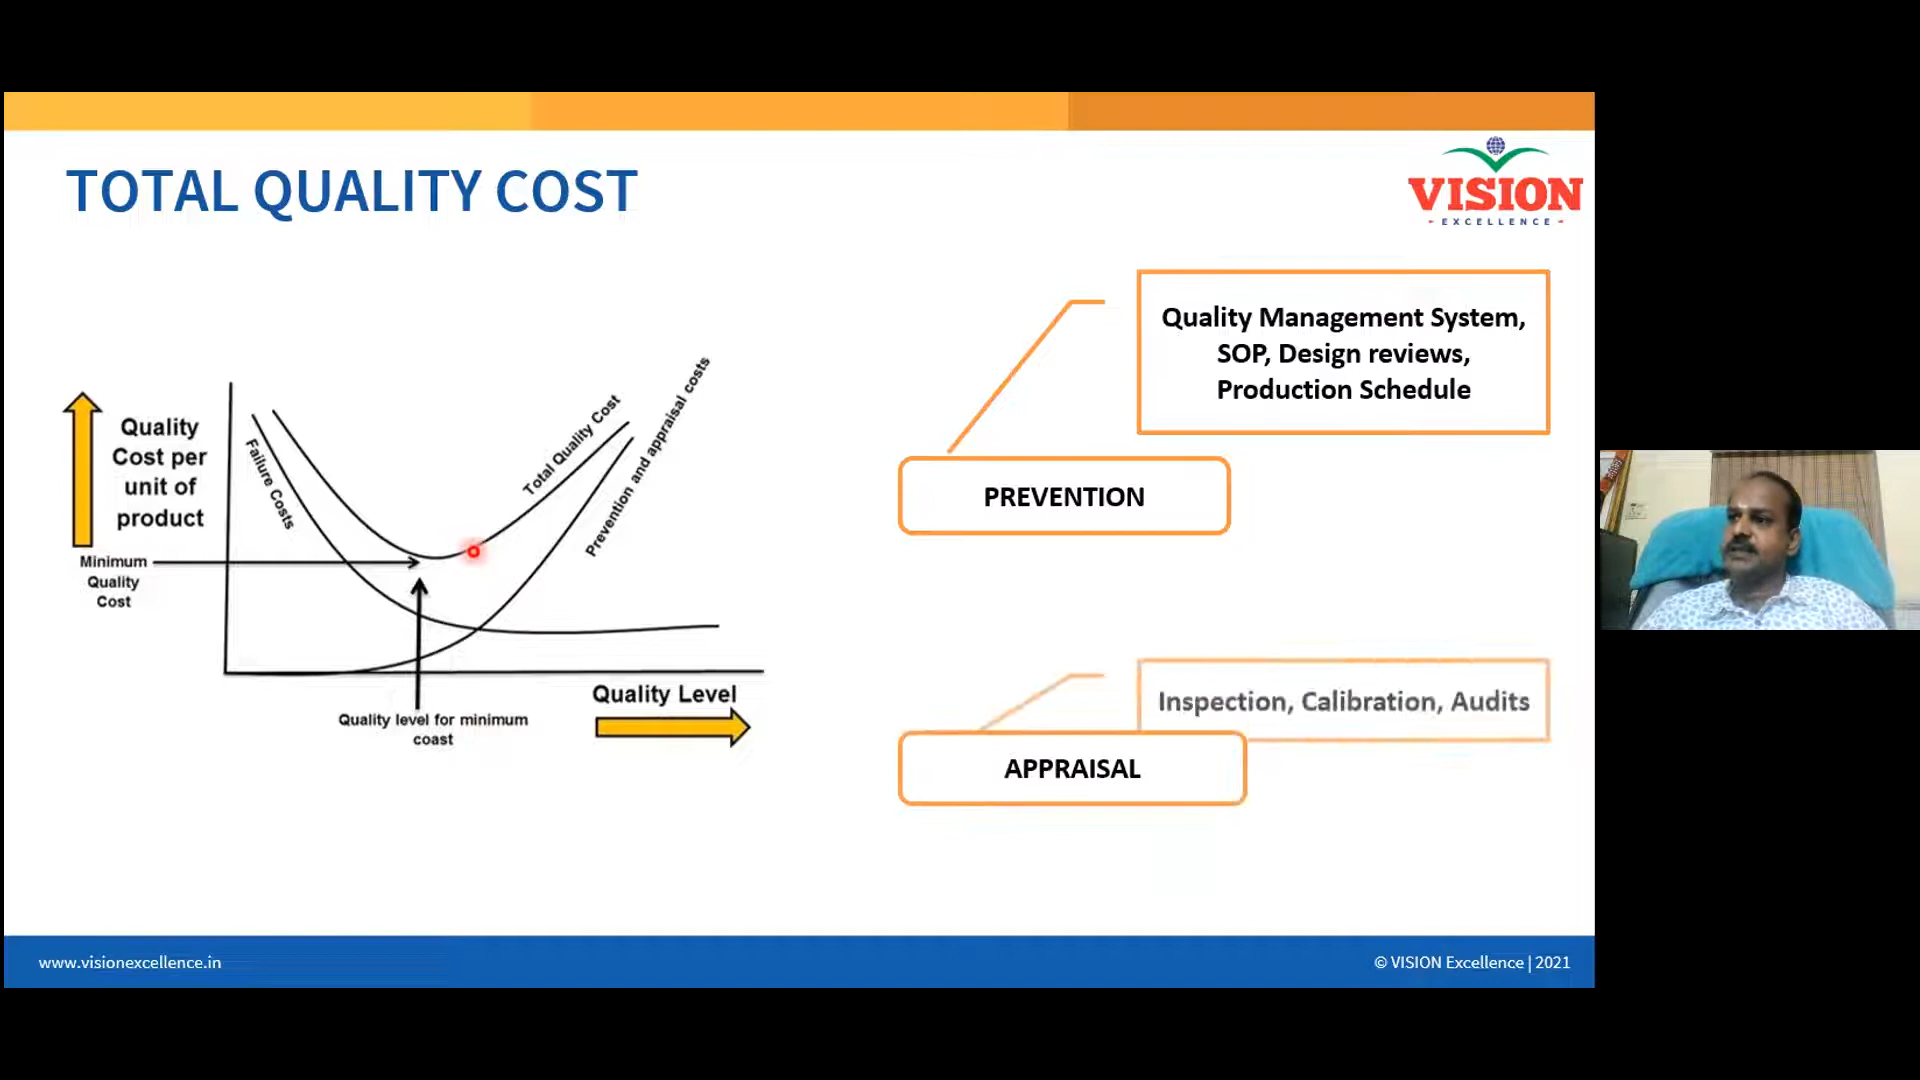 TOTAL QUALITY COST
VISION
EXCELLENCE
Quality
Cost per
unit of
product
Minimum
Quality
Cost
Failure Costs
Total Quality Cost
Prevention and appraisal costs
Quality level for minimum
coast
Quality Level
Quality Management System,
SOP, Design reviews,
Production Schedule
PREVENTION
Inspection, Calibration, Audits
APPRAISAL
www.visionexcellence.in
© VISION Excellence | 2021